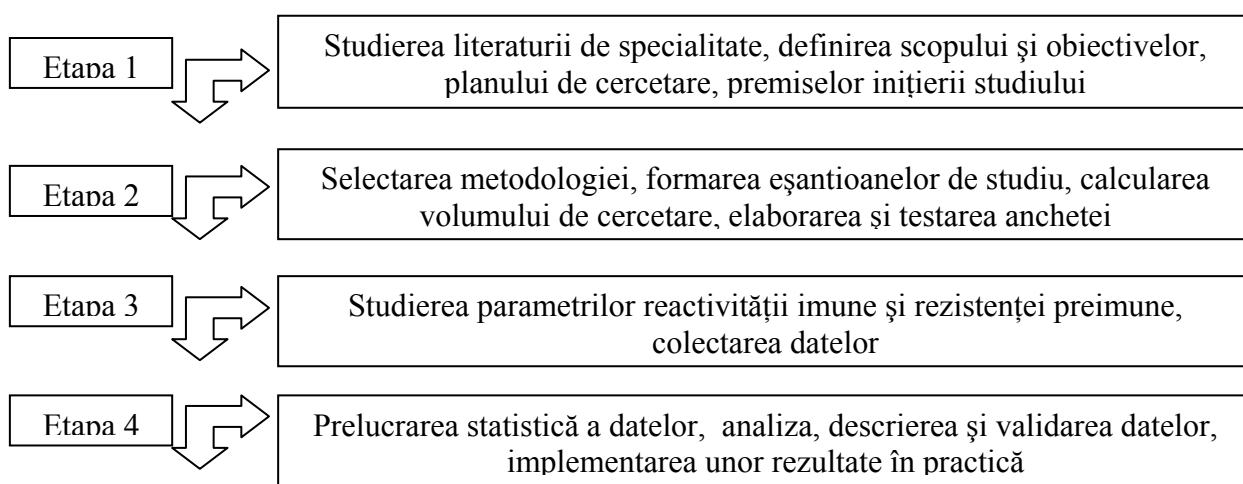 Etapa 1
Studierea literaturii de specialitate, definirea scopului şi obiectivelor,
planului de cercetare, premiselor iniţierii studiului
Etapa 2
Selectarea metodologiei, formarea eşantioanelor de studiu, calcularea
volumului de cercetare, elaborarea şi testarea anchetei
Etapa 3
Studierea parametrilor reactivităţii imune şi rezistenţei preimune,
colectarea datelor
Etapa 4
Prelucrarea statistică a datelor, analiza, descrierea şi validarea datelor,
implementarea unor rezultate în practică